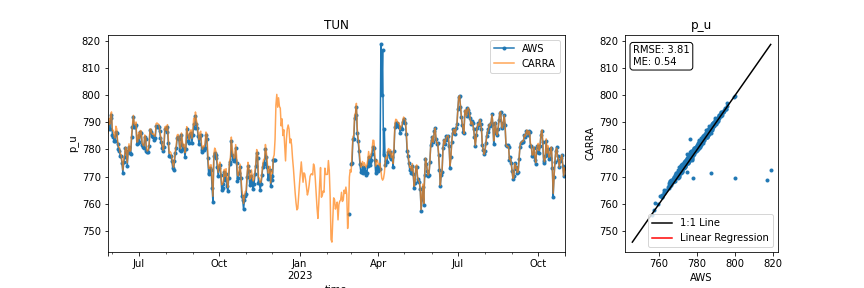 TUN
p_u
820
810
800
790
780
770
760
750
p_u
AWS
CARRA
Jul
Oct
Jan
2023
Apr
Jul
Oct
820
810
800
790
780
770
760
750
CARRA
RMSE: 3.81
ME: 0.54
1:1 Line
Linear Regression
760
780
800
820
AWS